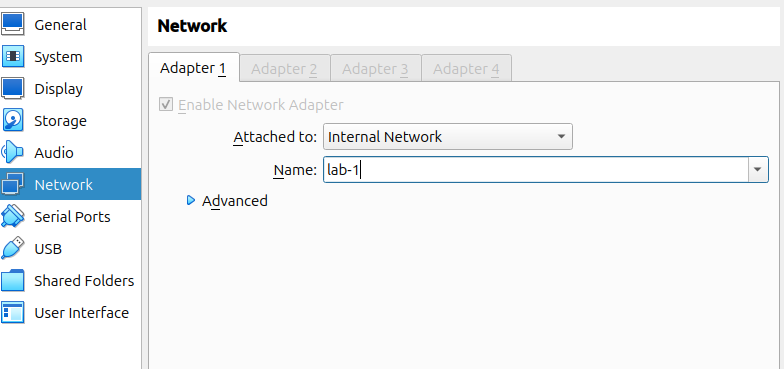 General
System
Display
Storage
Audio
Network
Serial Ports
USB
Shared Folders
User Interface
Network
Adapter 1 Adapter 2 Adapter 3 Adapter 4
Enable Network Adapter
Attached to: Internal Network
Name: lab-1
Advanced